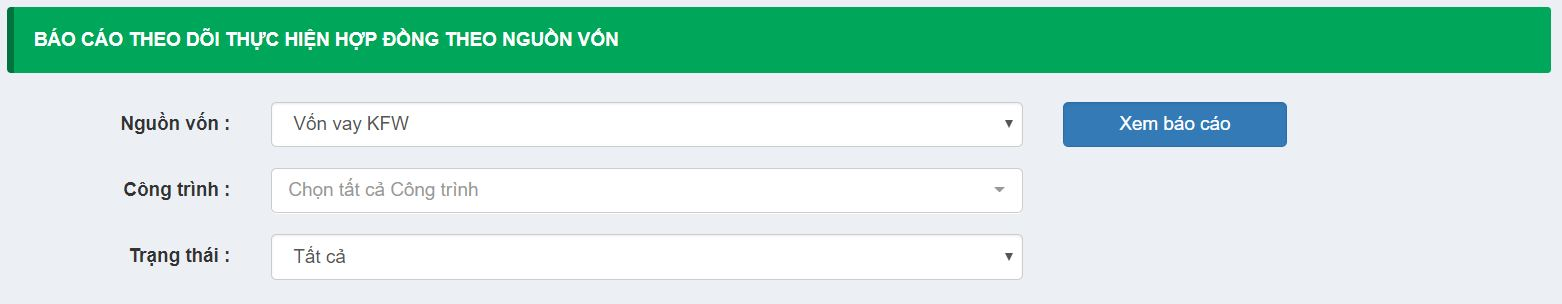 BÁO CÁO THEO DÕI THỰC HIỆN HỢP ĐỒNG THEO NGUỒN VỐN
Nguồn vốn : Vốn vay KFW Xem báo cáo
Công trình : Chọn tất cả Công trình
Trạng thái : Tất cả